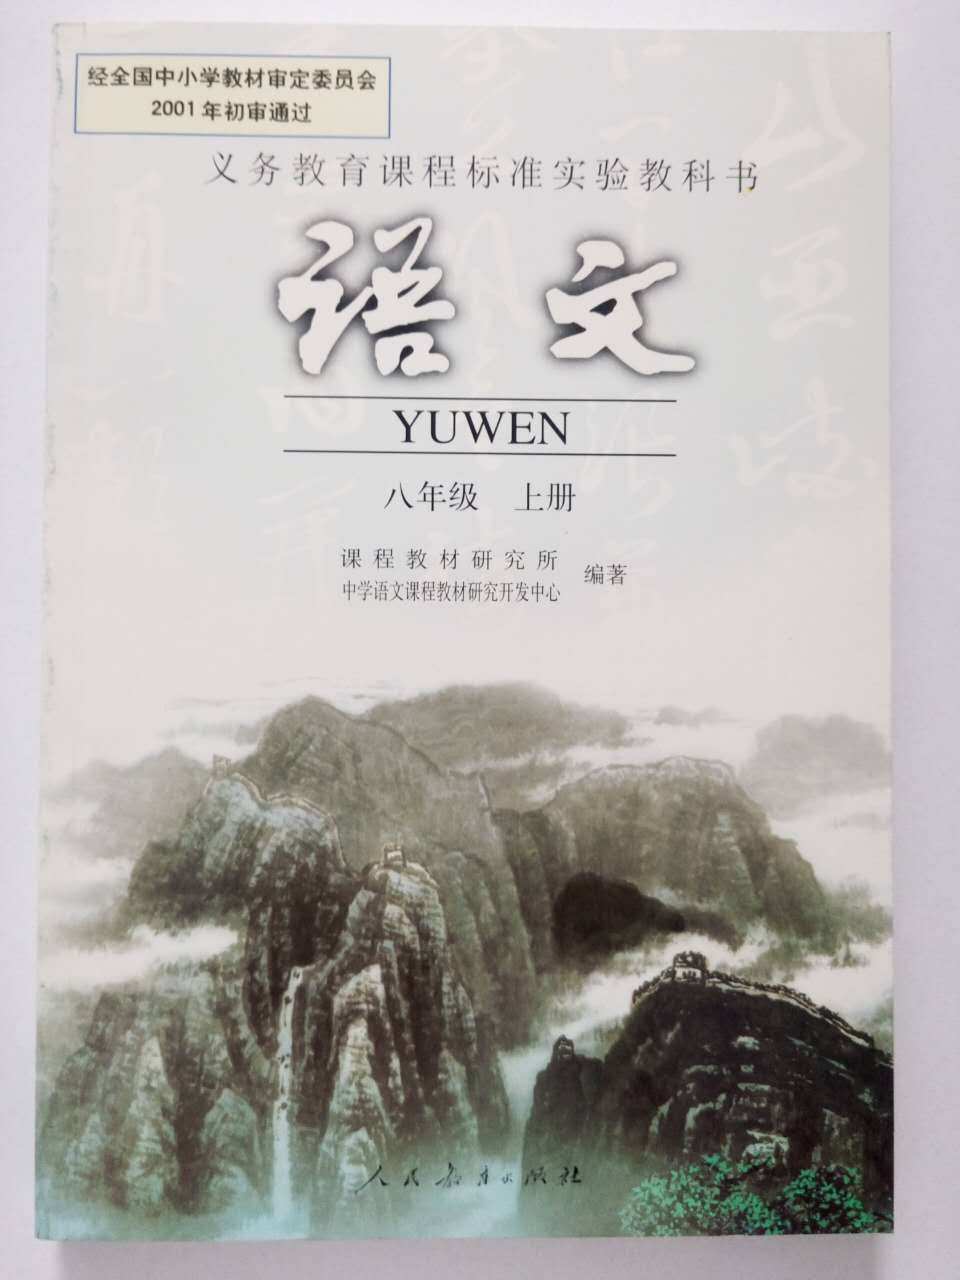 经全国中小学教材审定委员会
2001年初审通过
义务教育课程标准实验教科书
语文
YUWEN
八年级 上册
课程教材研究所
中学语文课程教材研究开发中心
编著
人民教育出版社